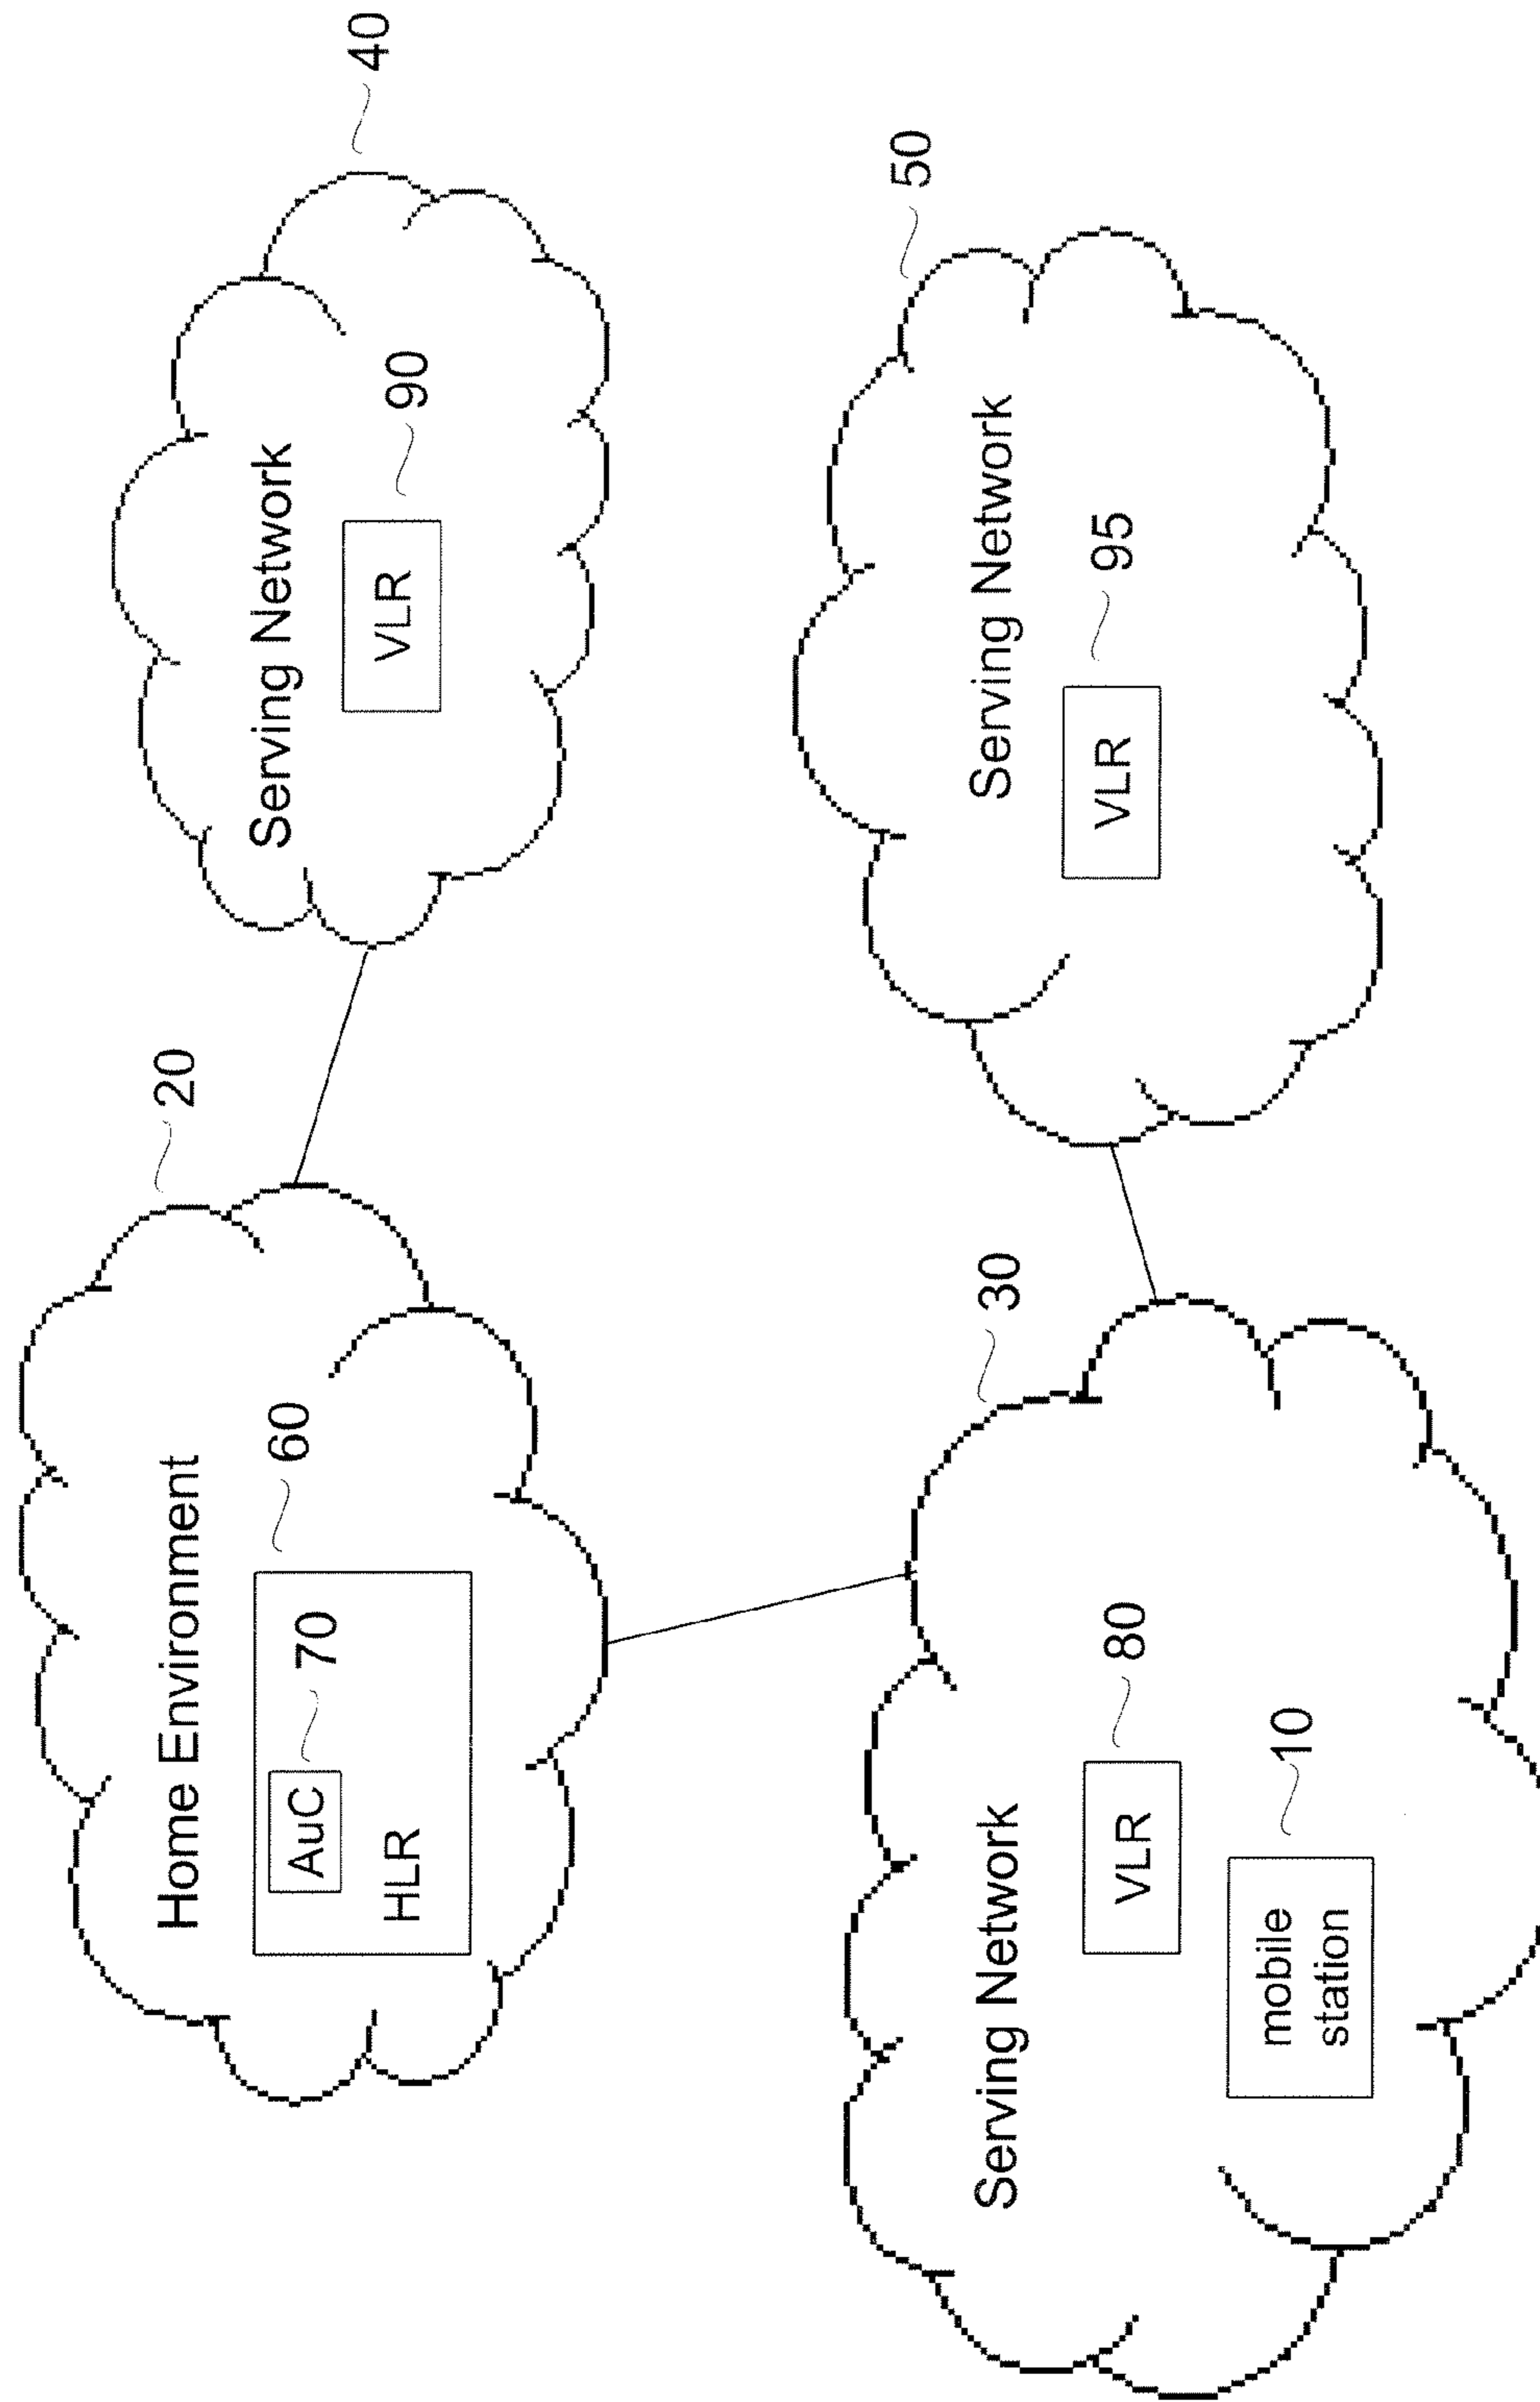 Home Environment
20
AuC
70
60
HLR
Serving Network
40
VLR
90
Serving Network
30
VLR
80
mobile
station
10
Serving Network
50
VLR
95